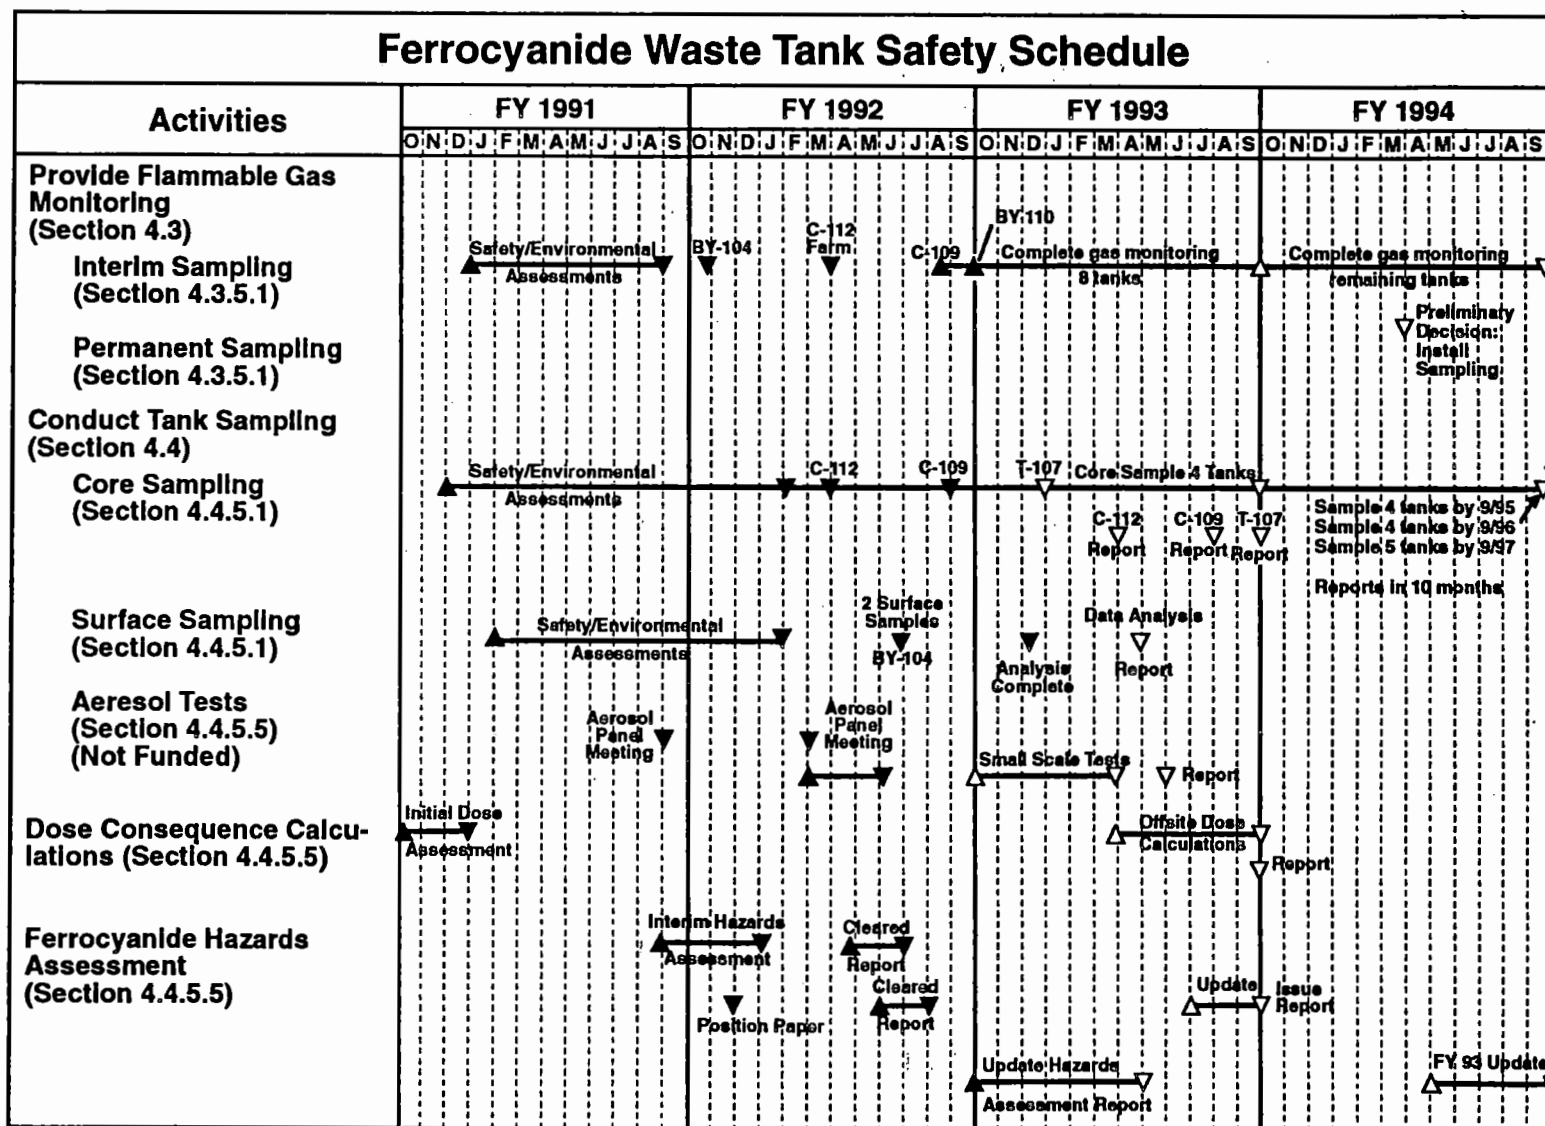 Ferrocyanide Waste Tank Safety Schedule
Activities
FY 1991
FY 1992
FY 1993
FY 1994
O N D J F M A M J J A S
O N D J F M A M J J A S
O N D J F M A M J J A S
O N D J F M A M J J A S
Provide Flammable Gas
Monitoring
(Section 4.3)
Interim Sampling
(Section 4.3.5.1)
Safety/Environmental
Assessments
BY-104
C-112
Farm
C-109
BY-110
Complete gas monitoring
8 tanks
Complete gas monitoring
remaining tanks
Permanent Sampling
(Section 4.3.5.1)
Preliminary
Decision:
Install
Sampling
Conduct Tank Sampling
(Section 4.4)
Core Sampling
(Section 4.4.5.1)
Safety/Environmental
Assessments
C-112
C-109
T-107
Core Sample 4 Tanks
C-112
Report
C-109
Report
T-107
Report
Sample 4 tanks by 9/95
Sample 4 tanks by 9/96
Sample 5 tanks by 9/97
Reports in 10 months
Surface Sampling
(Section 4.4.5.1)
Safety/Environmental
Assessments
2 Surface
Samples
BY-104
Analysis
Complete
Data Analysis
Report
Aeresol Tests
(Section 4.4.5.5)
(Not Funded)
Aerosol
Panel
Meeting
Aerosol
Panel
Meeting
Small Scale Tests
Report
Dose Consequence Calcu-
lations (Section 4.4.5.5)
Initial Dose
Assessment
Offsite Dose
Calculations
Report
Ferrocyanide Hazards
Assessment
(Section 4.4.5.5)
Interim Hazards
Assessment
Cleared
Report
Position Paper
Cleared
Report
Update
Issue
Report
Update Hazards
Assessment Report
FY 93 Update